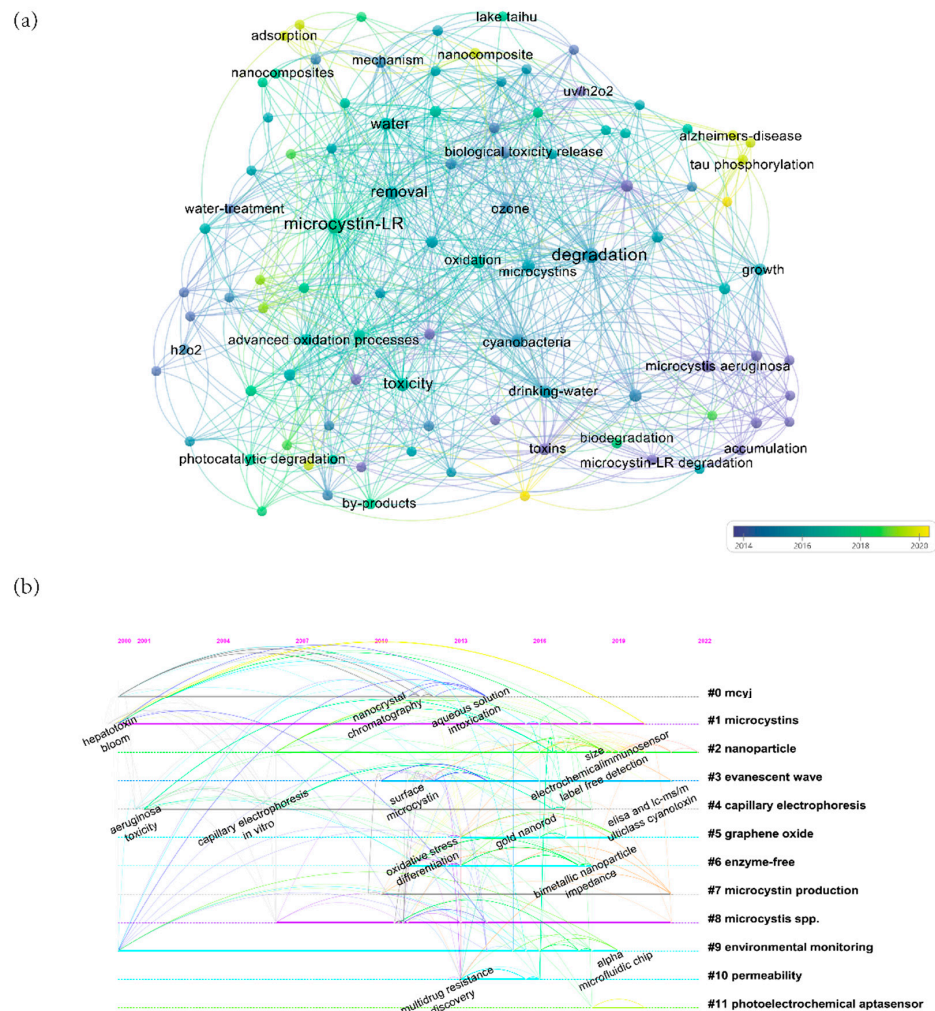 (a)
lake taihu
adsorption
mechanism
nanocomposite
nanocomposites
uv/h2o2
water
alzheimers-disease
biological toxicity release
tau phosphorylation
removal
water-treatment
ozone
microcystin-LR
degradation
oxidation
microcystins
growth
advanced oxidation processes
cyanobacteria
h2o2
microcystis aeruginosa
toxicity
drinking-water
biodegradation
toxins
accumulation
photocatalytic degradation
microcystin-LR degradation
by-products
2014 2016 2018 2020
(b)
2000 2001 2004 2007 2010 2013 2016 2019 2022
#0 mcyj
nanocrystal
chromatography
aqueous solution
intoxication
#1 microcystins
hepatotoxin
bloom
#2 nanoparticle
size
electrochemical immunosensor
label free detection
#3 evanescent wave
surface
microcystin
#4 capillary electrophoresis
aeruginosa
toxicity
capillary electrophoresis
in vitro
elisa and lc-ms/m
ulticlass cyanotoxin
#5 graphene oxide
gold nanorod
oxidative stress
differentiation
#6 enzyme-free
bimetallic nanoparticle
impedance
#7 microcystin production
#8 microcystis spp.
#9 environmental monitoring
alpha
microfluidic chip
#10 permeability
multidrug resistance
discovery
#11 photoelectrochemical aptasensor